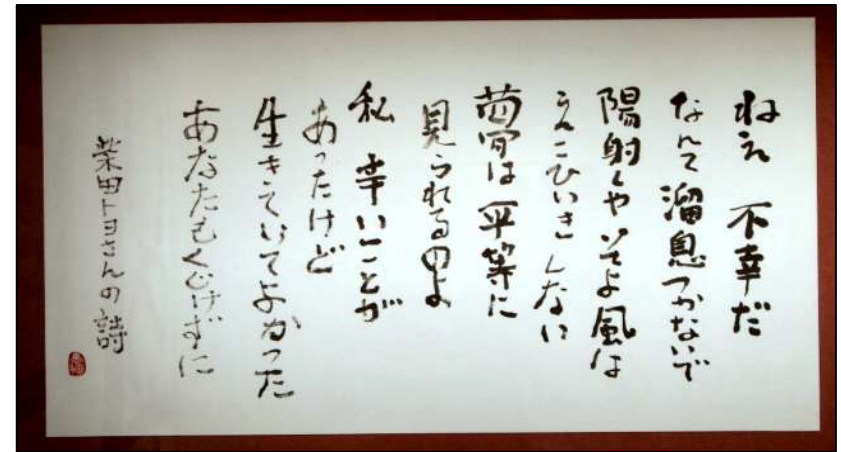 ねえ 不幸だ
なんて溜息つかないで
陽射しやそよ風は
えこひいきしない
夢は平等に
見られるのよ
私 辛いことが
あったけど
生きていてよかった
あなたもくじけずに
柴田トヨさんの詩